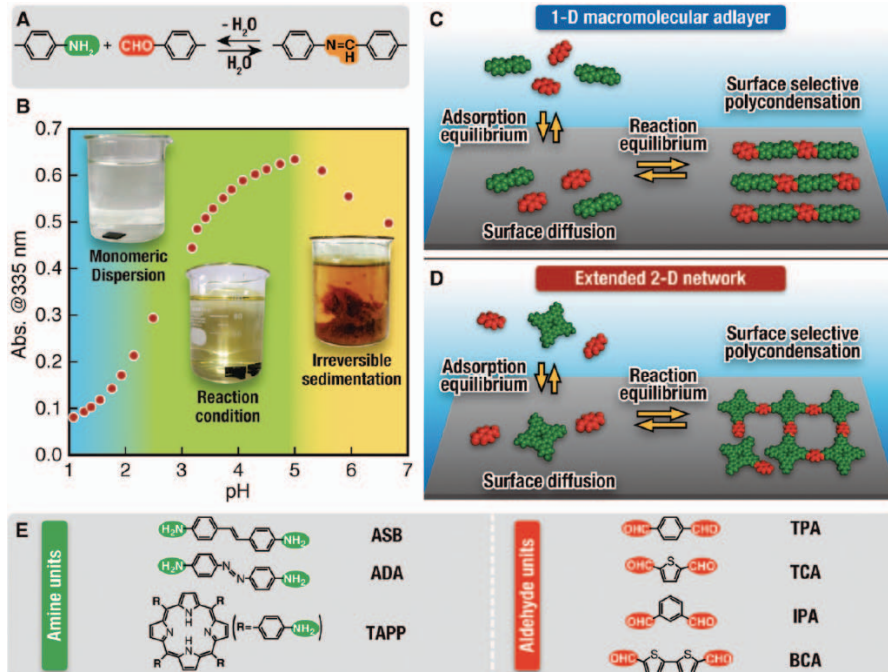 A
NH2 + CHO
- H2O
H2O
N=C
H
B
Abs. @335 nm
0.7
0.6
0.5
0.4
0.3
0.2
0.1
0.0
1 2 3 4 5 6 7
pH
Monomeric
Dispersion
Reaction
condition
Irreversible
sedimentation
C
1-D macromolecular adlayer
Adsorption
equilibrium
Reaction
equilibrium
Surface selective
polycondensation
Surface diffusion
D
Extended 2-D network
Adsorption
equilibrium
Reaction
equilibrium
Surface selective
polycondensation
Surface diffusion
E
Amine units
H2N NH2 ASB
H2N N N NH2 ADA
R R
N H N
N H N
R R
(R= NH2)
TAPP
Aldehyde units
OHC CHO TPA
OHC S CHO TCA
OHC CHO IPA
OHC S S CHO BCA